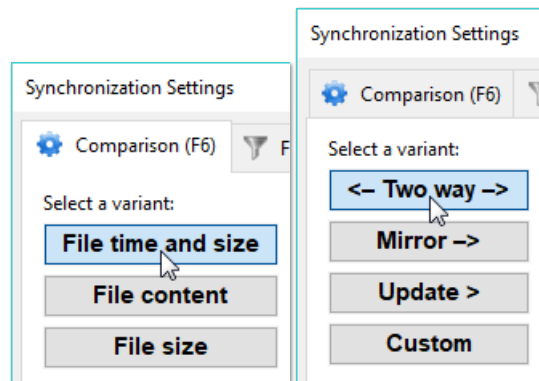 Synchronization Settings
Comparison (F6) F
Select a variant:
File time and size
File content
File size
Synchronization Settings
Comparison (F6)
Select a variant:
<– Two way –>
Mirror –>
Update >
Custom